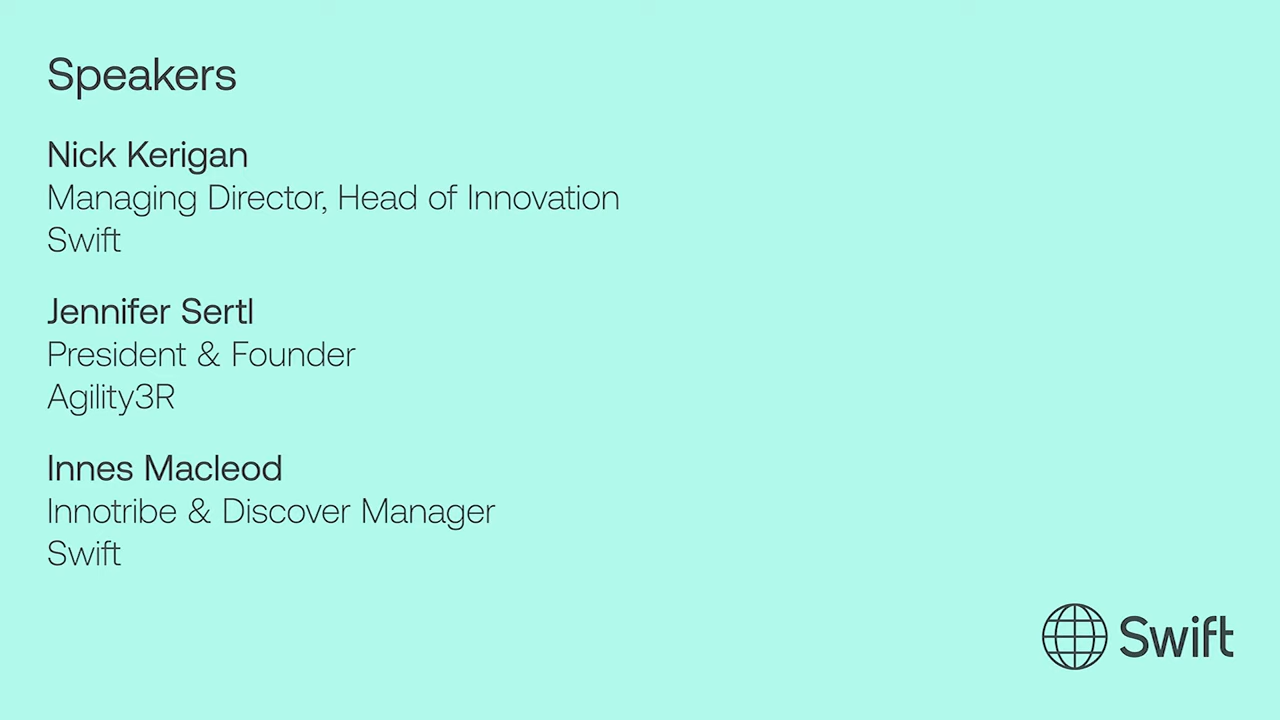 Speakers
Nick Kerigan
Managing Director, Head of Innovation
Swift
Jennifer Sertl
President & Founder
Agility3R
Innes Macleod
Innotribe & Discover Manager
Swift
Swift